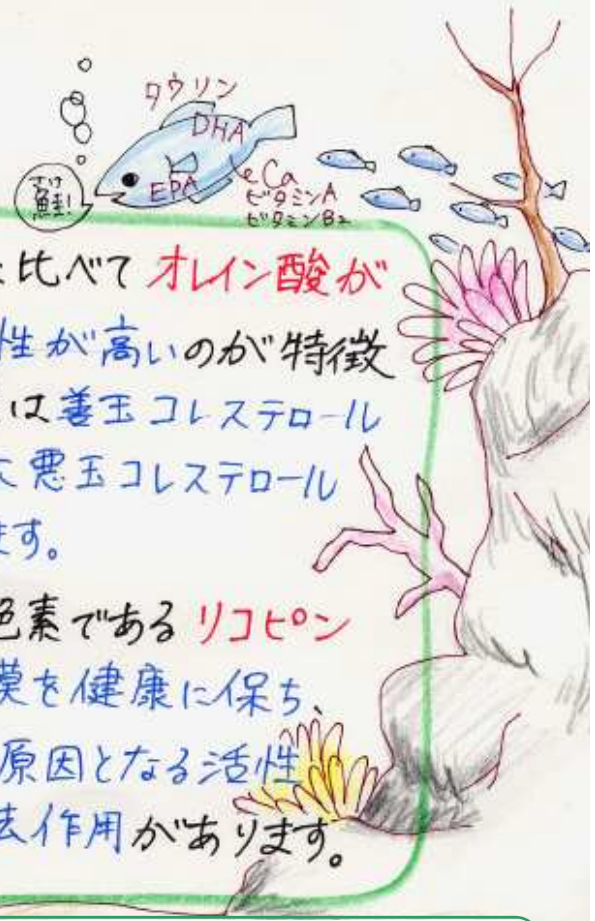 タウリン
DHA
EPA
Ca
ビタミンA
ビタミンB2
さけ
鮭!
比べて オレイン酸が
性が高いのが特徴
は善玉コレステロール
悪玉コレステロール
ます。
色素である リコピン
膜を健康に保ち、
原因となる活性
去作用があります。